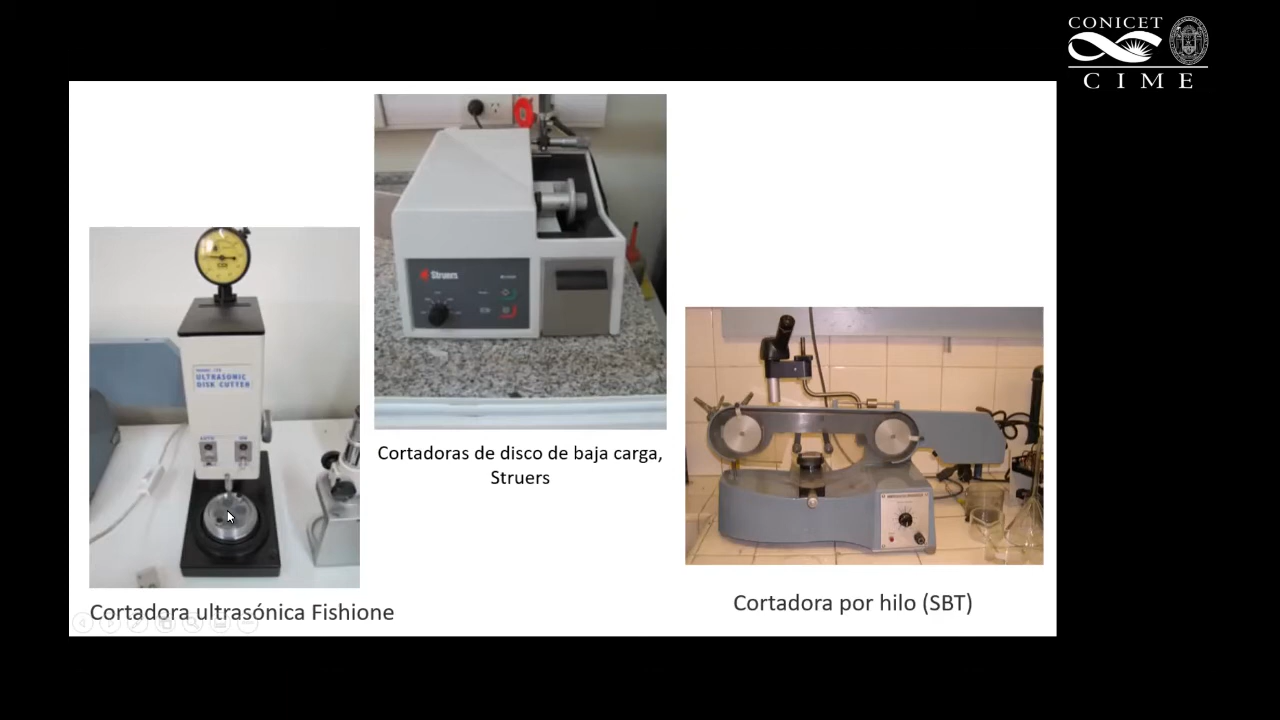 CONICET
CIME
CDI
ULTRASONIC
DISK CUTTER
Struers
Cortadoras de disco de baja carga,
Struers
Cortadora ultrasónica Fishione
Cortadora por hilo (SBT)